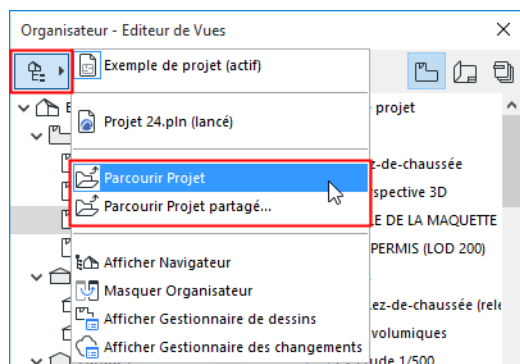 Organisateur - Editeur de Vues
Exemple de projet (actif)
projet
Projet 24.pln (lancé)
ez-de-chaussée
Parcourir Projet
spective 3D
Parcourir Projet partagé...
LE DE LA MAQUETTE
PERMIS (LOD 200)
Afficher Navigateur
Masquer Organisateur
ez-de-chaussée (rele
Afficher Gestionnaire de dessins
volumiques
Afficher Gestionnaire des changements
ude 1/500